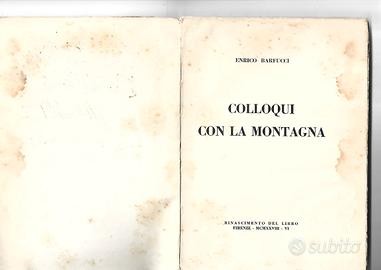 ENRICO BARFUCCI
COLLOQUI
CON LA MONTAGNA
RINASCIMENTO DEL LIBRO
FIRENZE - MCMXXVIII - VI
subito